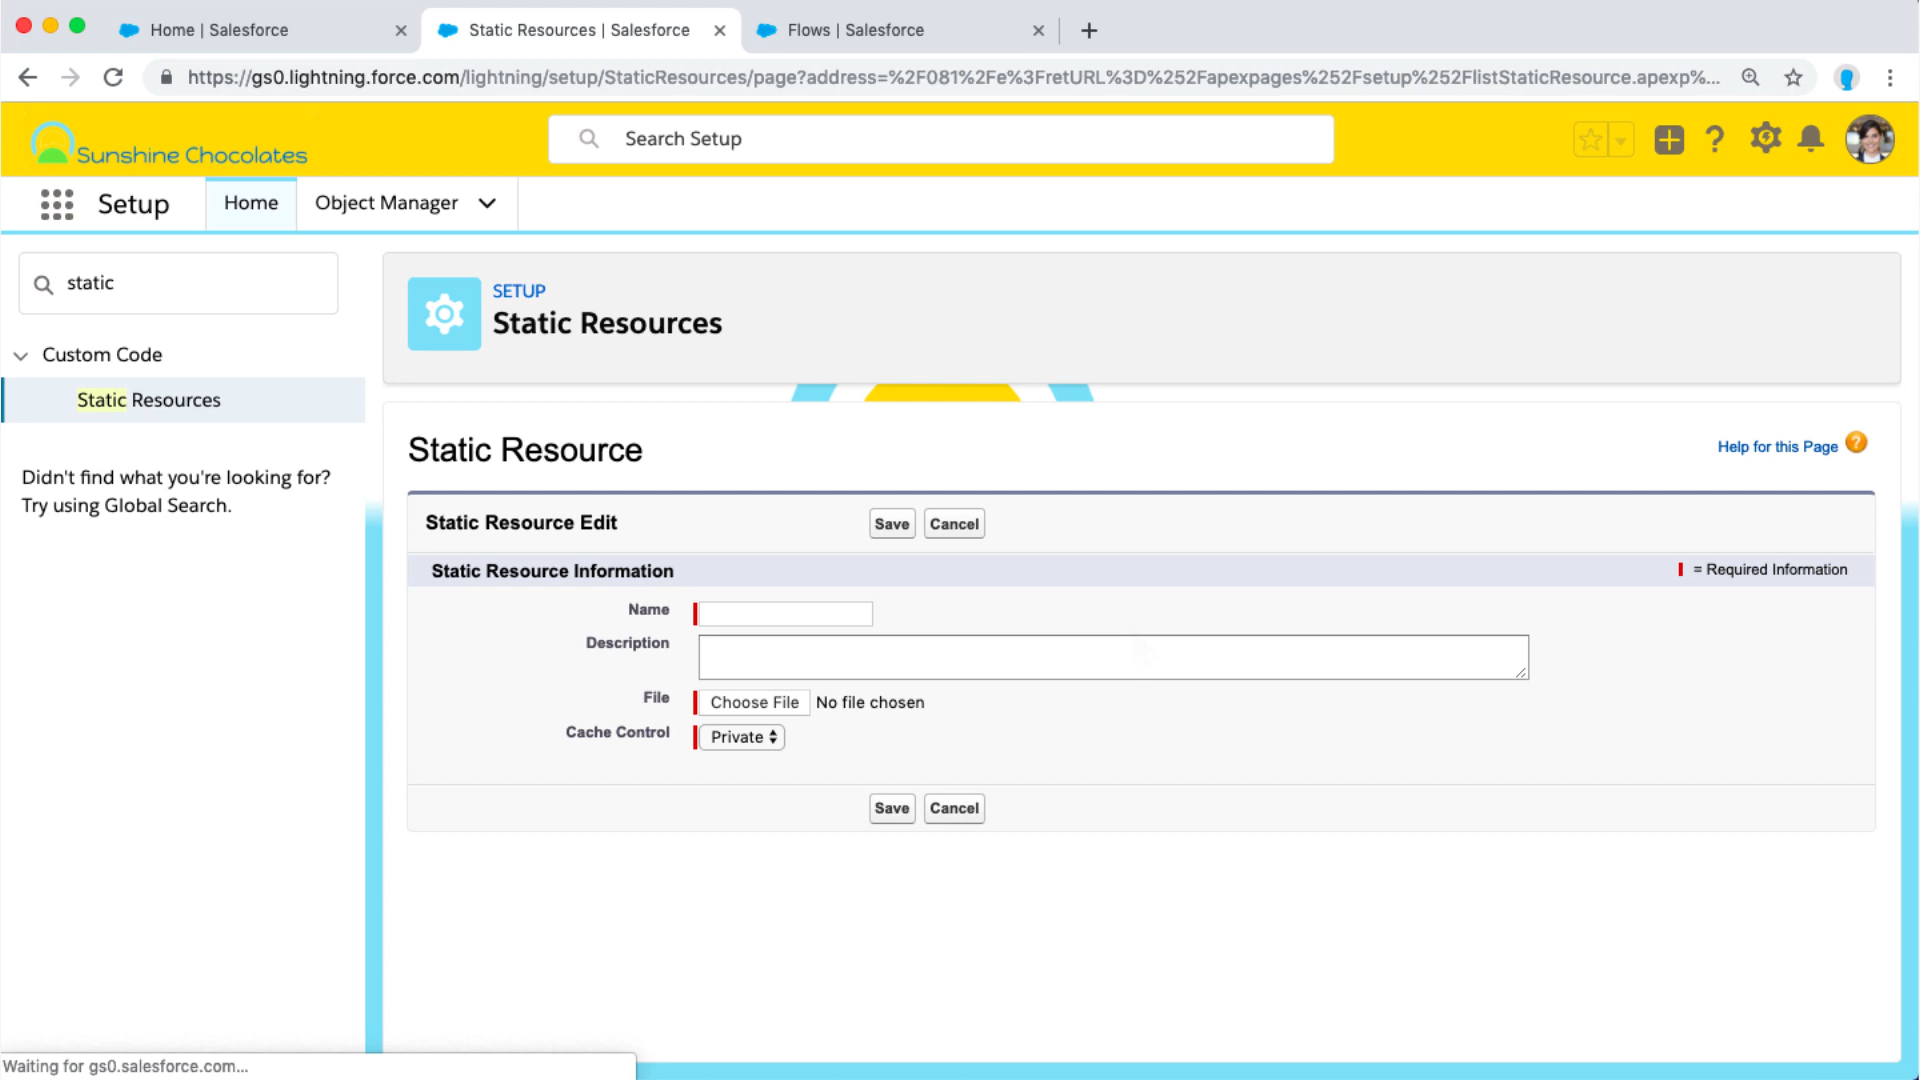 Home | Salesforce
Static Resources | Salesforce
Flows | Salesforce
https://gs0.lightning.force.com/lightning/setup/StaticResources/page?address=%2F081%2Fe%3FretURL%3D%252Fapexpages%252Fsetup%252FlistStaticResource.apexp%...
Sunshine Chocolates
Search Setup
Setup
Home
Object Manager
static
SETUP
Static Resources
Custom Code
Static Resources
Didn't find what you're looking for?
Try using Global Search.
Static Resource
Help for this Page
Static Resource Edit
Save
Cancel
Static Resource Information
= Required Information
Name
Description
File
Choose File
No file chosen
Cache Control
Private
Save
Cancel
Waiting for gs0.salesforce.com...